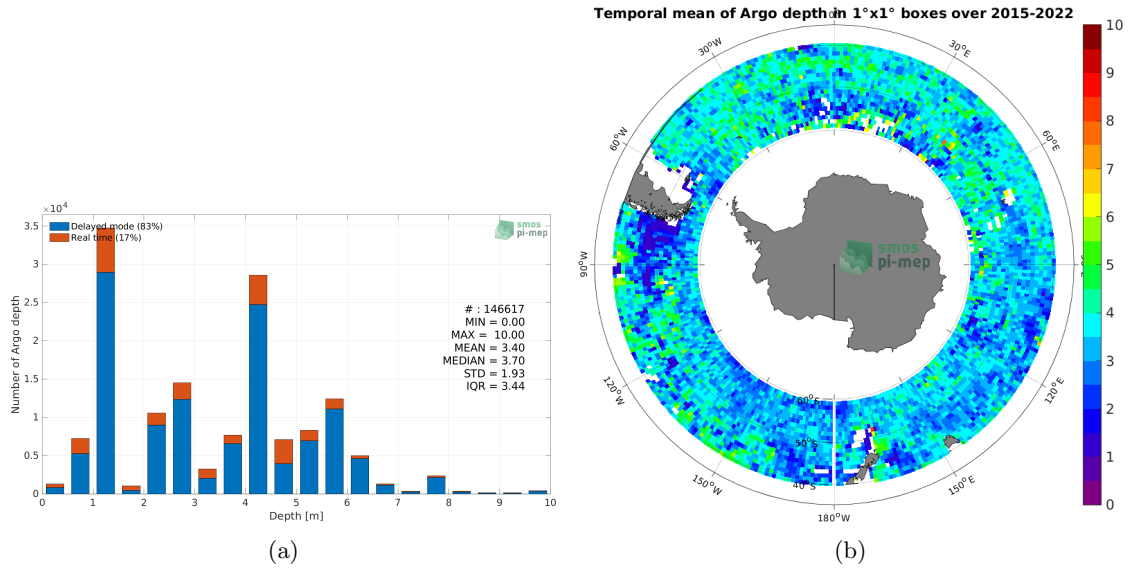 Temporal mean of Argo depth in 1°x1° boxes over 2015-2022
×10⁴
Delayed mode (83%)
Real time (17%)
smos
pi-mep
# : 146617
MIN = 0.00
MAX = 10.00
MEAN = 3.40
MEDIAN = 3.70
STD = 1.93
IQR = 3.44
Number of Argo depth
3.5
3
2.5
2
1.5
1
0.5
0
0 1 2 3 4 5 6 7 8 9 10
Depth [m]
(a)
30°W
30°E
60°W
60°E
90°W
120°W
120°E
150°W
150°E
180°W
60°S
50°S
40°S
smos
pi-mep
10
9
8
7
6
5
4
3
2
1
0
(b)